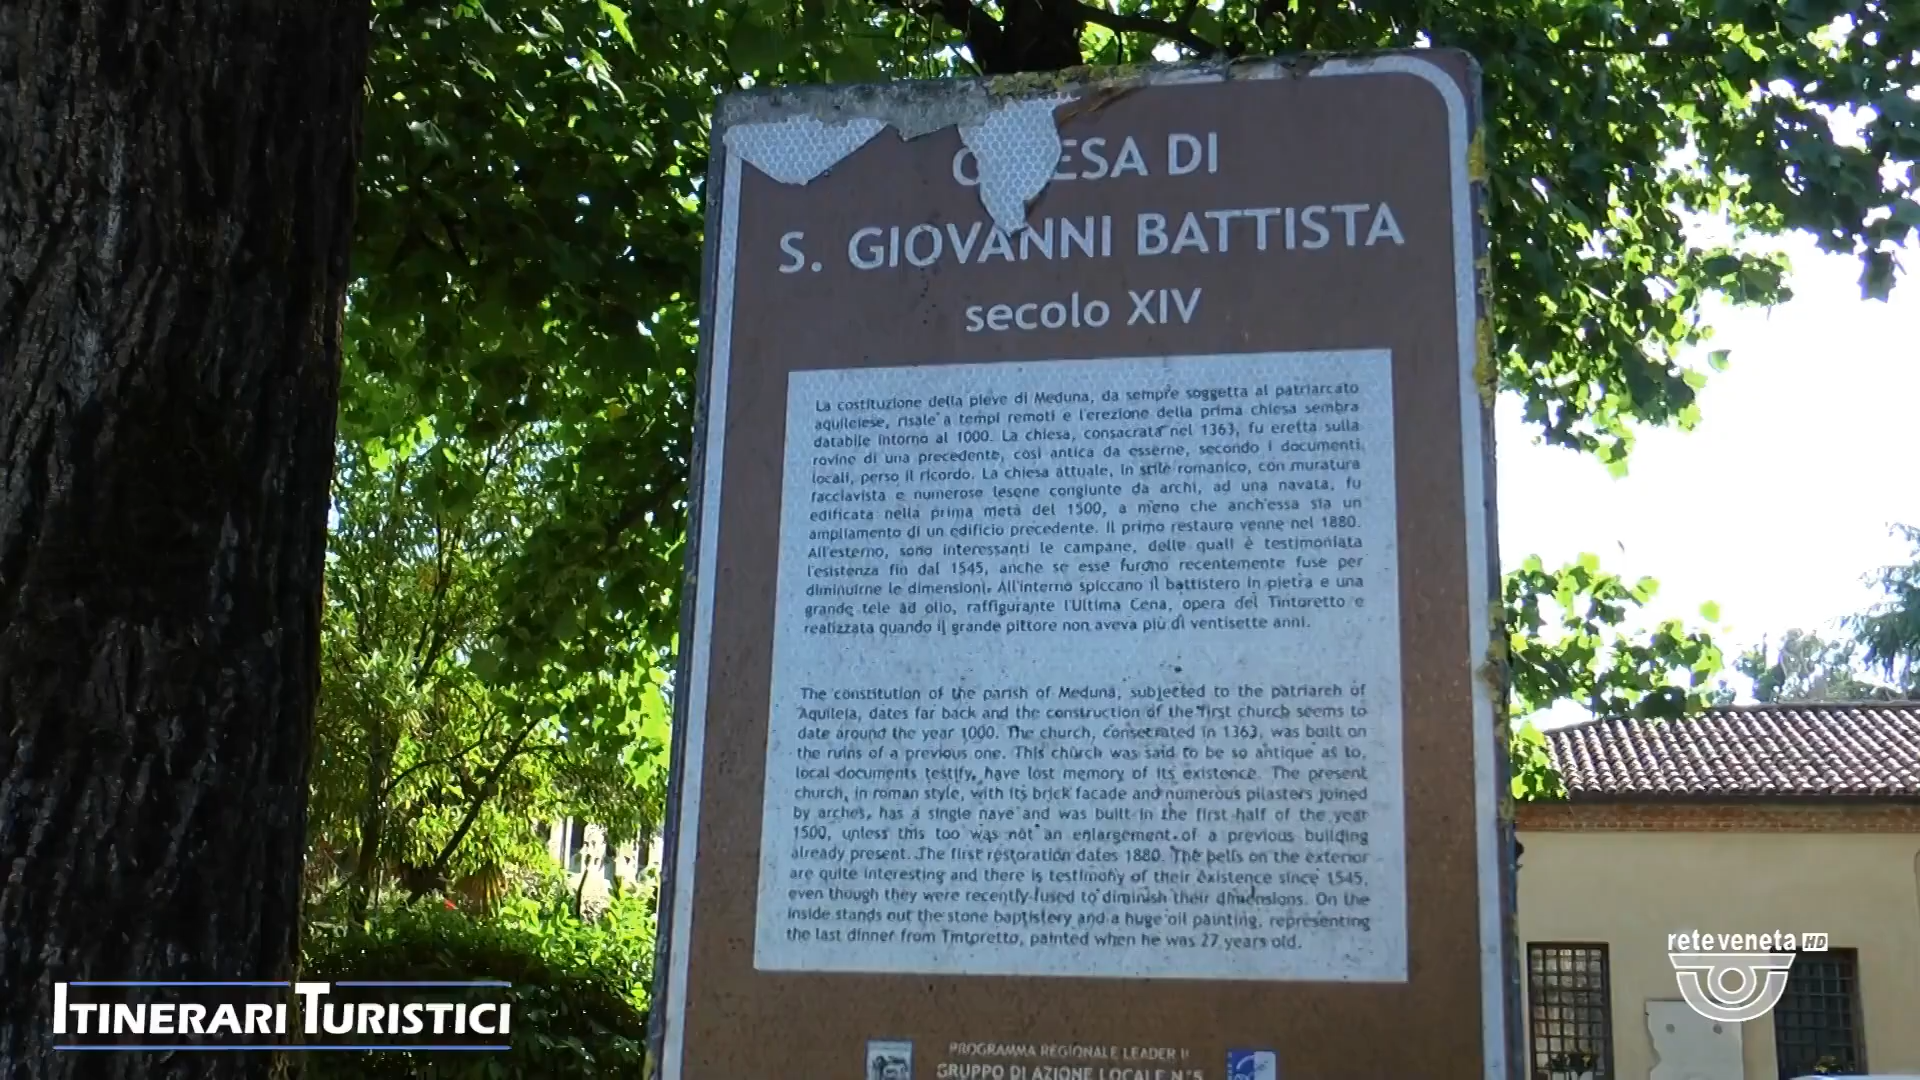 ESA DI
S. GIOVANNI BATTISTA
secolo XIV
La costituzione della pieve di Meduna, da sempre soggetta al patriarcato
aquileiese, risale a tempi remoti e l'erezione della prima chiesa sembra
databile intorno al 1000. La chiesa, consacrata nel 1363, fu eretta sulla
rovine di una precedente, così antica da esserne, secondo i documenti
locali, perso il ricordo. La chiesa attuale, in stile romanico, con muratura
facciavista e numerose lesene congiunte da archi, ad una navata, fu
edificata nella prima metà del 1500, a meno che anch'essa sia un
ampliamento di un edificio precedente. Il primo restauro venne nel 1880.
All'esterno, sono interessanti le campane, delle quali è testimoniata
l'esistenza fin dal 1545, anche se esse furono recentemente fuse per
diminuirne le dimensioni. All'interno spiccano il battistero in pietra e una
grande tele ad olio, raffigurante l'Ultima Cena, opera del Tintoretto e
realizzata quando il grande pittore non aveva più di ventisette anni.
The constitution of the parish of Meduna, subjected to the patriarch of
Aquileia, dates far back and the construction of the first church seems to
date around the year 1000. The church, consecrated in 1363, was built on
the ruins of a previous one. This church was said to be so antique as to,
local documents testify, have lost memory of its existence. The present
church, in roman style, with its brick facade and numerous pilasters joined
by arches, has a single nave and was built in the first half of the year
1500, unless this too was not an enlargement of a previous building
already present. The first restoration dates 1880. The bells on the exterior
are quite interesting and there is testimony of their existence since 1545,
even though they were recently fused to diminish their dimensions. On the
inside stands out the stone baptistery and a huge oil painting, representing
the last dinner from Tintoretto, painted when he was 27 years old.
PROGRAMMA REGIONALE LEADER II
GRUPPO DI AZIONE LOCALE N.°5
ITINERARI TURISTICI
reteveneta HD